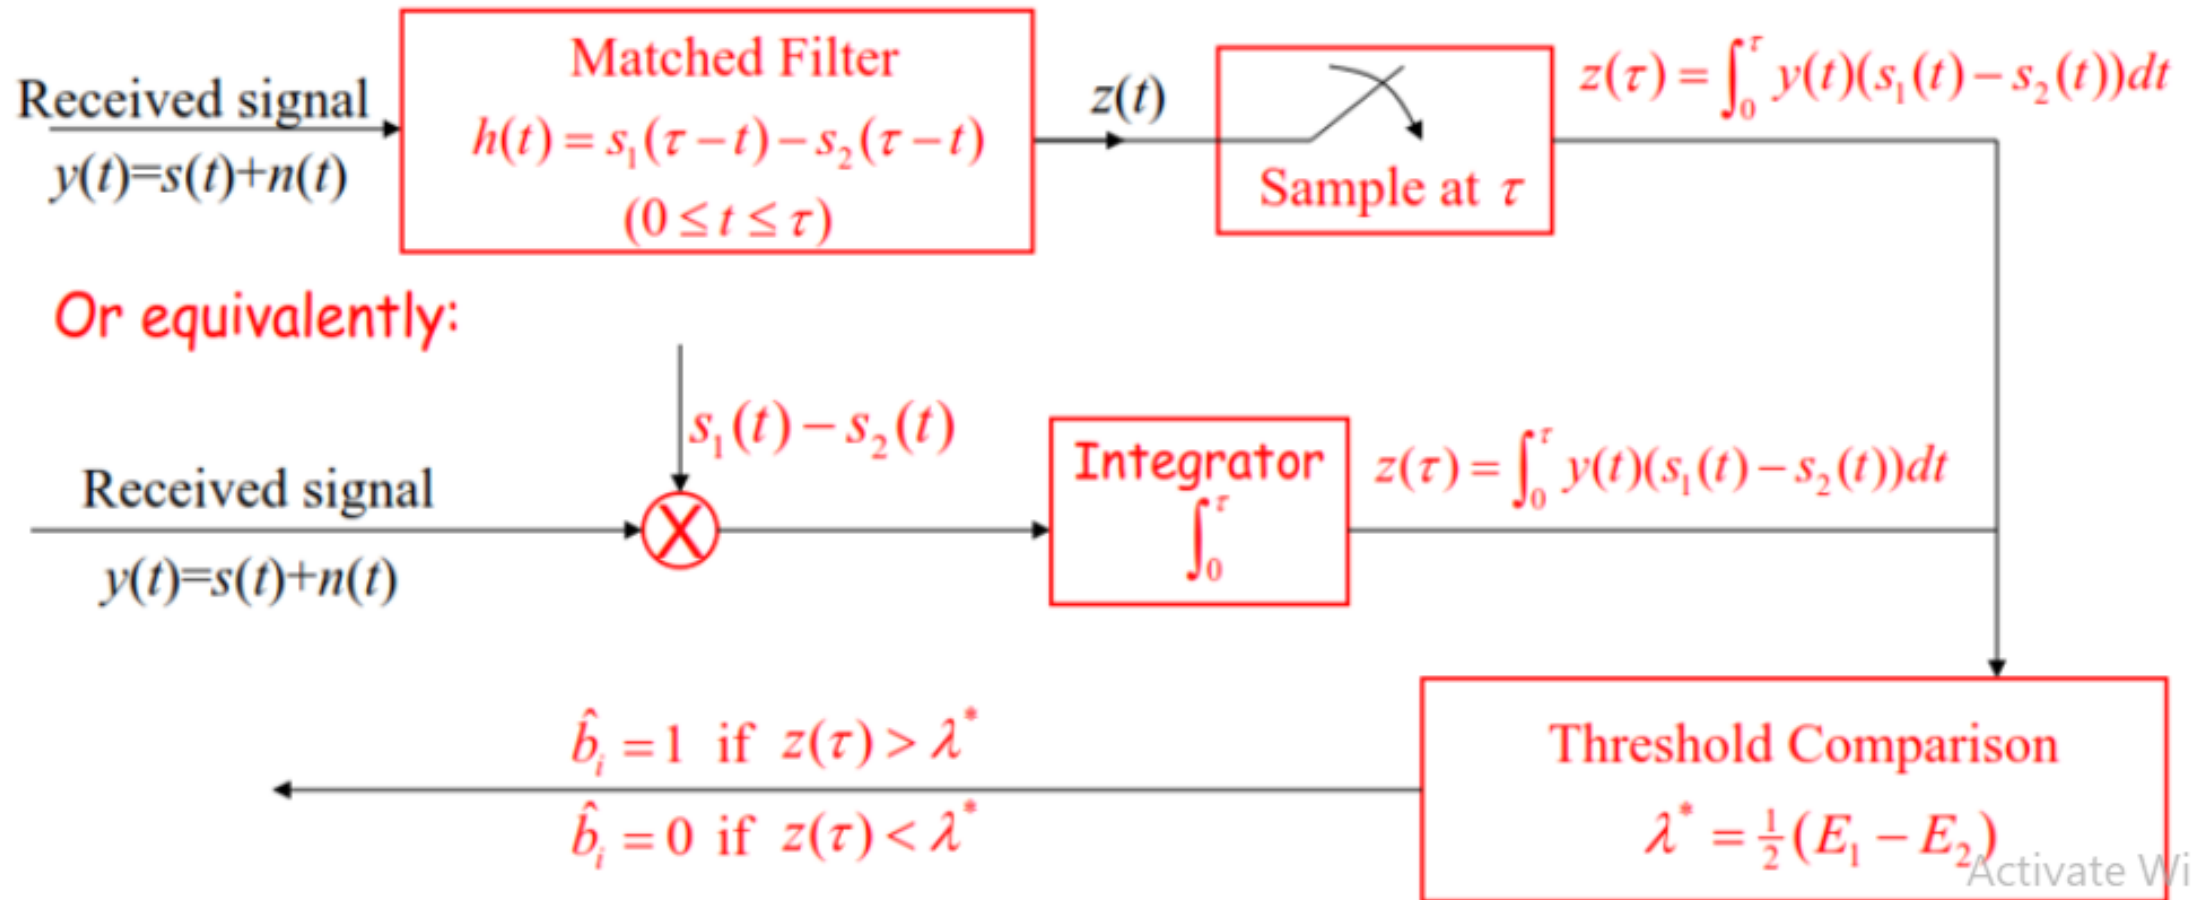 Matched Filter
Received signal
h(t) = s₁(τ − t) − s₂(τ − t)
y(t)=s(t)+n(t)
(0 ≤ t ≤ τ)
z(t)
Sample at τ
z(τ) = ∫₀^τ y(t)(s₁(t) − s₂(t))dt
Or equivalently:
s₁(t) − s₂(t)
Received signal
y(t)=s(t)+n(t)
X
Integrator
∫₀^τ
z(τ) = ∫₀^τ y(t)(s₁(t) − s₂(t))dt
Threshold Comparison
λ* = ½(E₁ − E₂)
b̂ᵢ = 1 if z(τ) > λ*
b̂ᵢ = 0 if z(τ) < λ*
Activate Wi